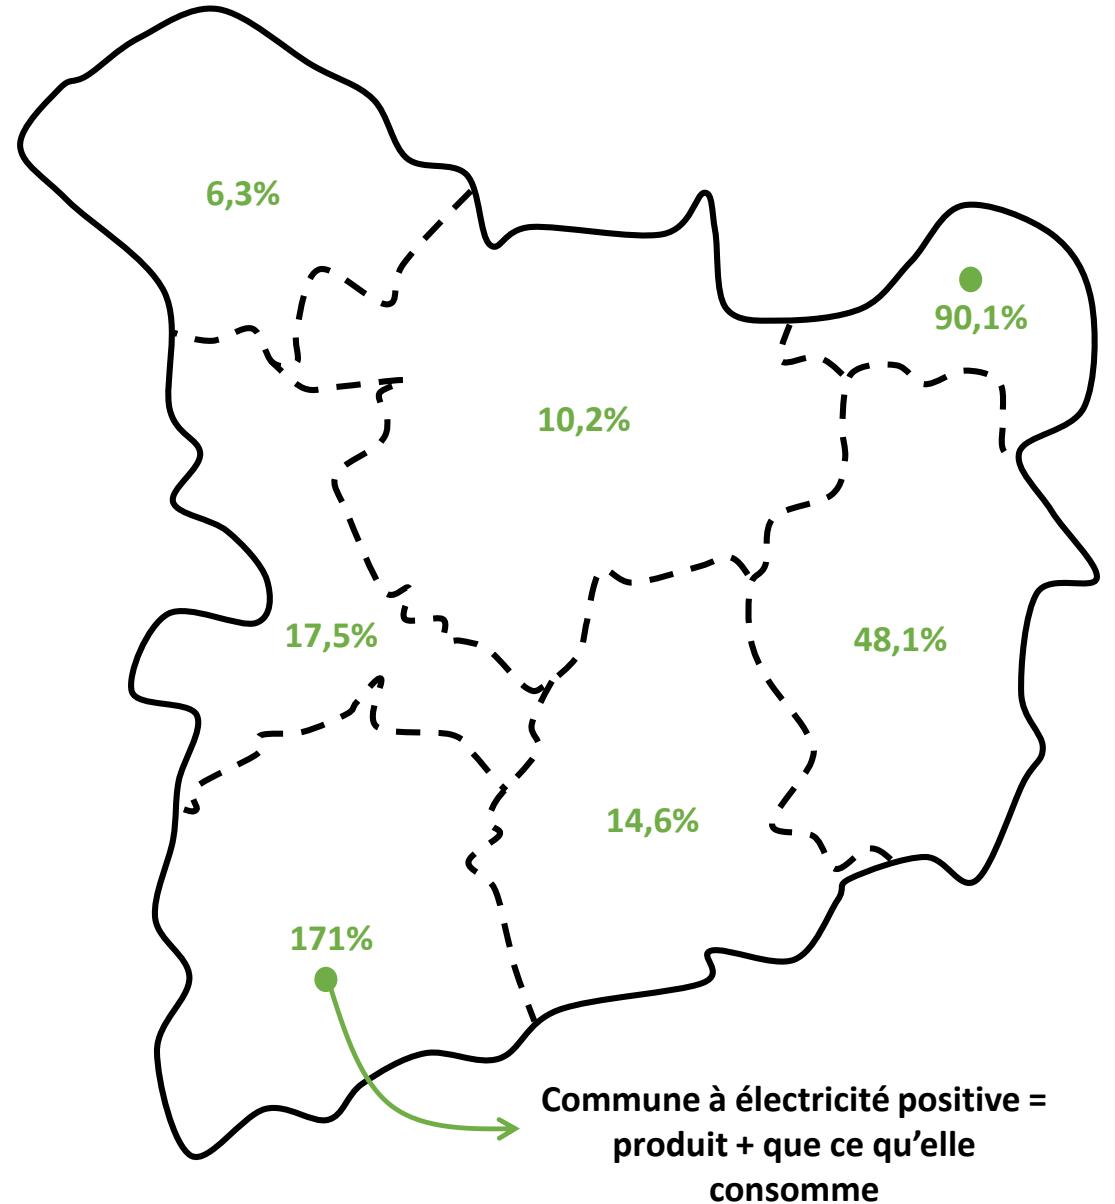 6,3%
90,1%
10,2%
17,5%
48,1%
14,6%
171%
Commune à électricité positive =
produit + que ce qu'elle
consomme